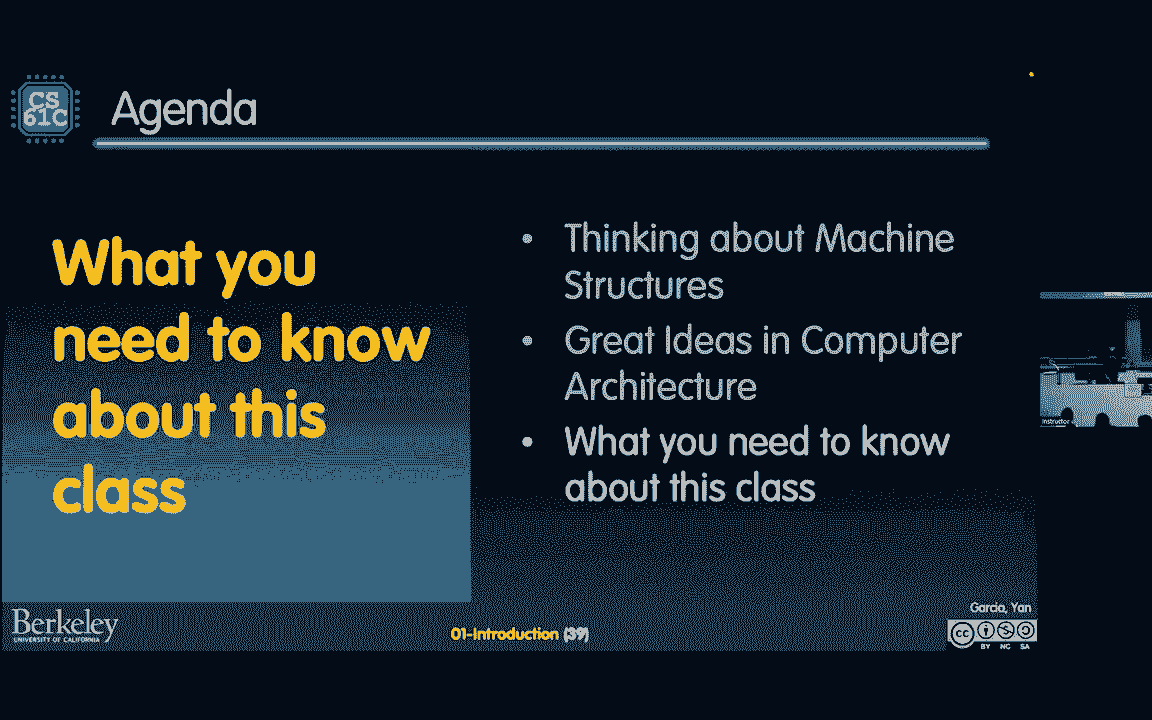 CS
61C
Agenda
What you
need to know
about this
class
• Thinking about Machine
Structures
• Great Ideas in Computer
Architecture
• What you need to know
about this class
Instructor
Berkeley
UNIVERSITY OF CALIFORNIA
01-Introduction (39)
Garcia, Yan
cc
BY NC SA